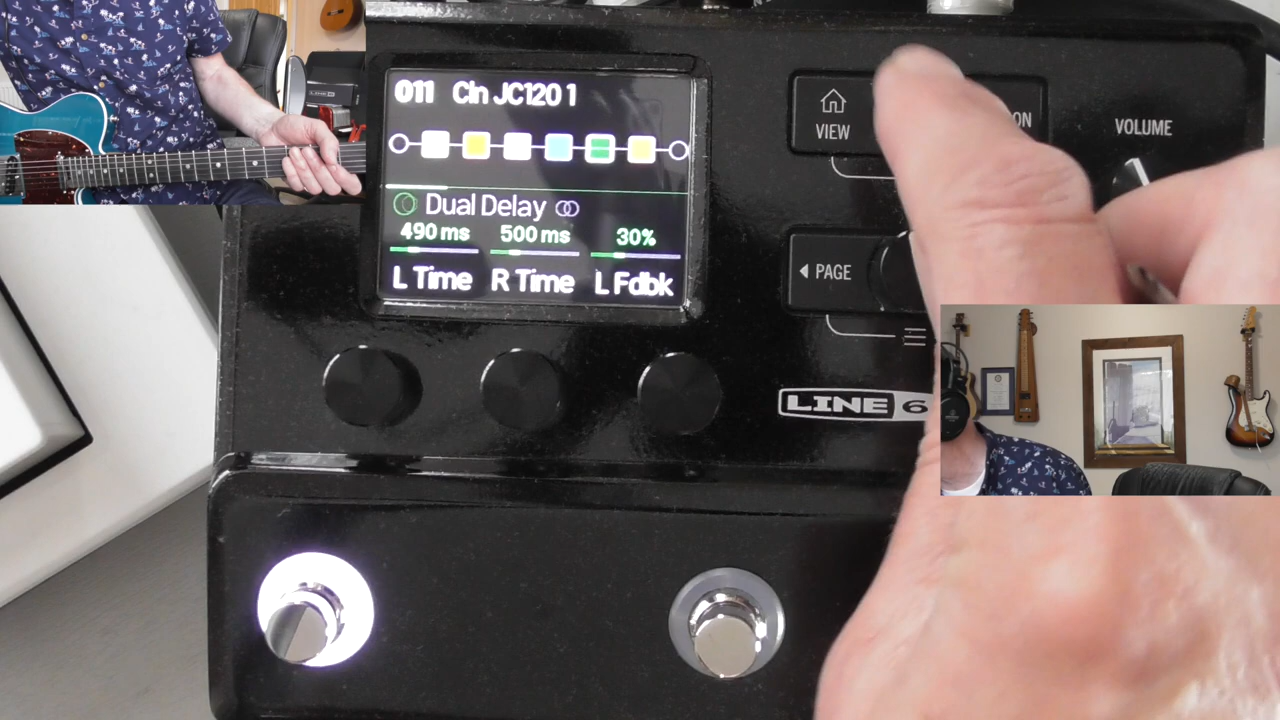 011 Cln JC120 1
Dual Delay
490 ms 500 ms 30%
L Time R Time L Fdbk
VIEW
ON
VOLUME
PAGE
LINE 6